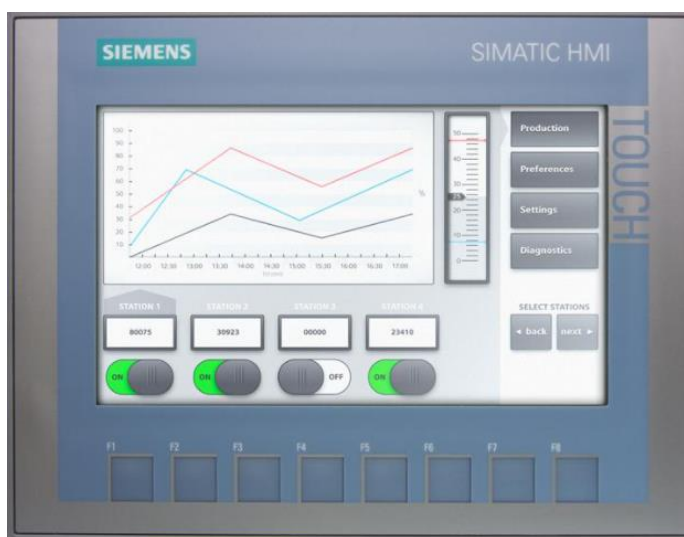 SIEMENS
SIMATIC HMI
TOUCH
100
90
80
70
60
50
40
30
20
10
%
12:00 12:30 13:00 13:30 14:00 14:30 15:00 15:30 16:00 16:30 17:00
50
40
30
25
20
10
0
Production
Preferences
Settings
Diagnostics
STATION 1 STATION 2 STATION 3 STATION 4
80075 30923 00000 23410
ON ON OFF ON
SELECT STATIONS
◄ back next ►
F1 F2 F3 F4 F5 F6 F7 F8